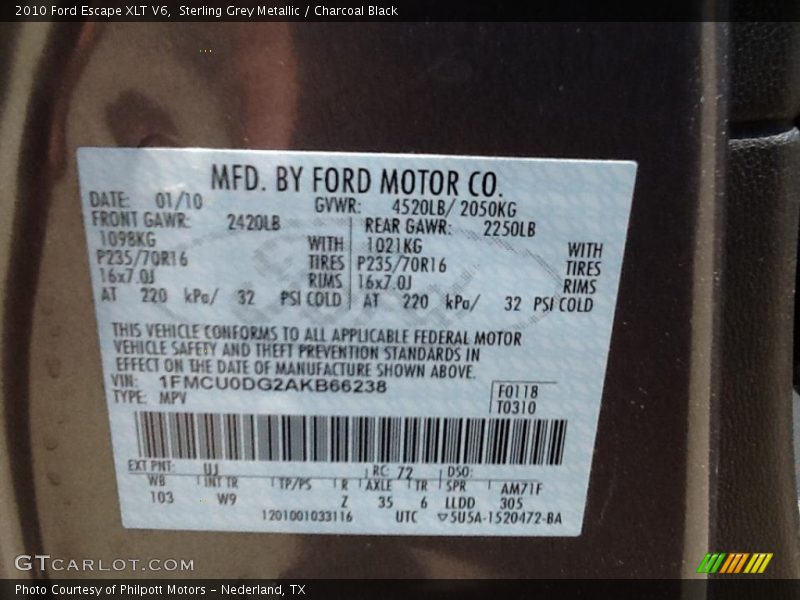 2010 Ford Escape XLT V6,  Sterling Grey Metallic / Charcoal Black
MFD. BY FORD MOTOR CO.
DATE: 01/10 GVWR: 4520LB/ 2050KG
FRONT GAWR: 2420LB REAR GAWR: 2250LB
1098KG WITH 1021KG WITH
P235/70R16 TIRES P235/70R16 TIRES
16x7.0J RIMS 16x7.0J RIMS
AT 220 kPa/ 32 PSI COLD AT 220 kPa/ 32 PSI COLD
THIS VEHICLE CONFORMS TO ALL APPLICABLE FEDERAL MOTOR
VEHICLE SAFETY AND THEFT PREVENTION STANDARDS IN
EFFECT ON THE DATE OF MANUFACTURE SHOWN ABOVE.
VIN: 1FMCU0DG2AKB66238 F0118
TYPE: MPV T0310
EXT PNT: UJ RC: 72 DSO:
WB INT TR TP/PS R AXLE TR SPR AM71F
103 W9 Z 35 6 LLDD 305
1201001033116 UTC ▽5U5A-1520472-BA
GTCARLOT.COM
Photo Courtesy of Philpott Motors - Nederland, TX